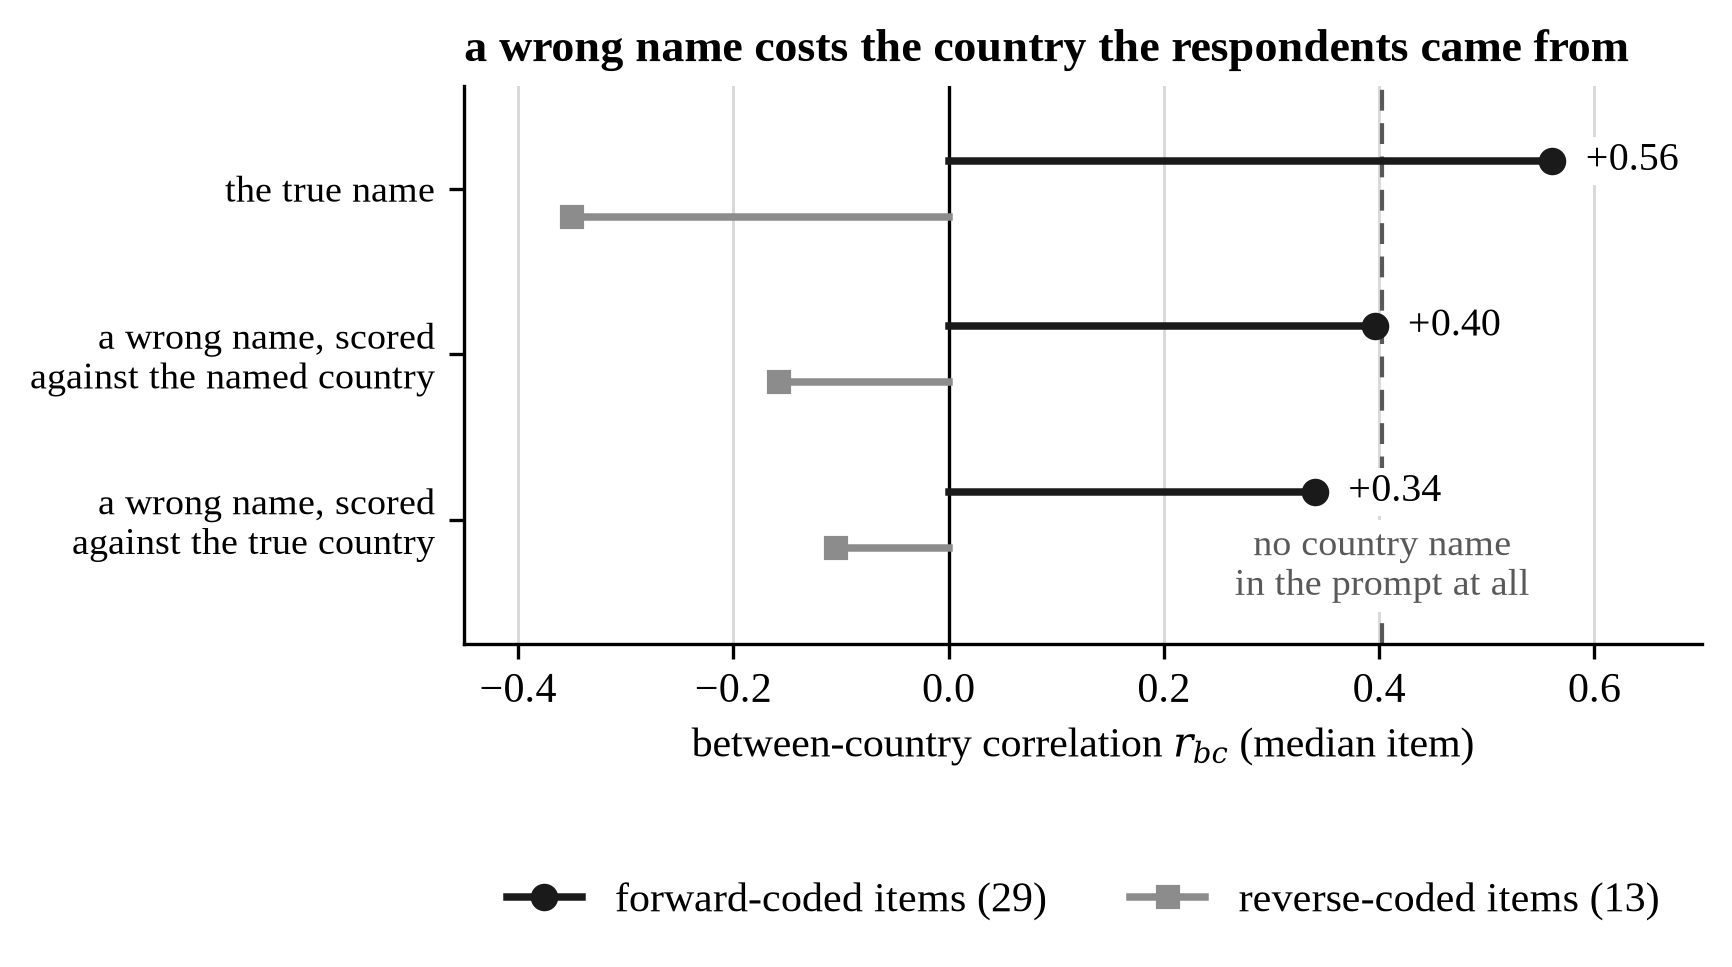 a wrong name costs the country the respondents came from
the true name
+0.56
a wrong name, scored
against the named country
+0.40
a wrong name, scored
against the true country
+0.34
no country name
in the prompt at all
−0.4
−0.2
0.0
0.2
0.4
0.6
between-country correlation r_bc (median item)
forward-coded items (29)
reverse-coded items (13)